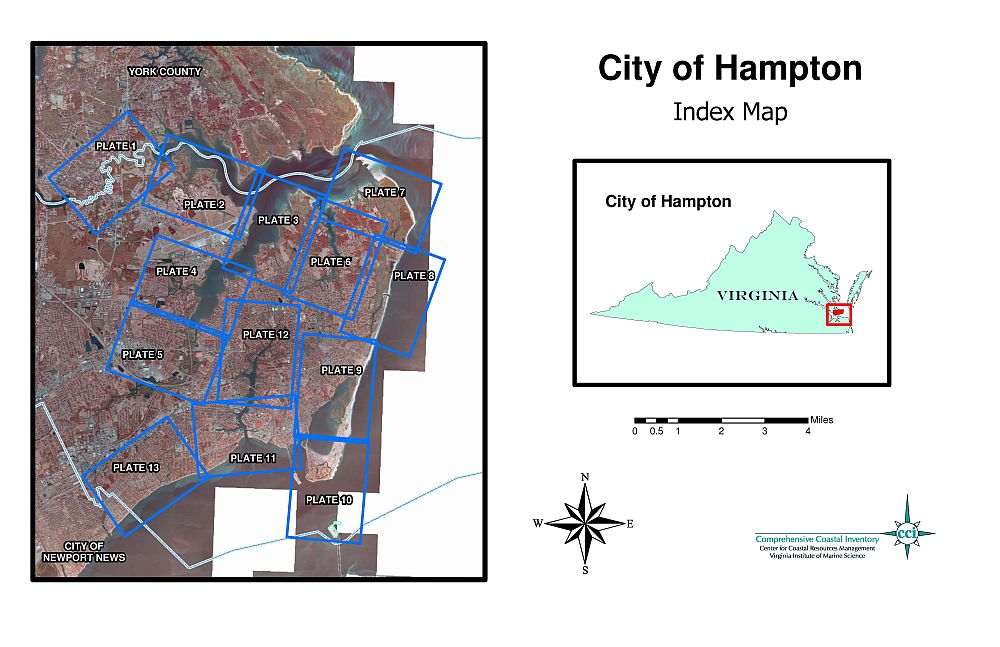 City of Hampton
Index Map
YORK COUNTY
PLATE 1
PLATE 2
PLATE 3
PLATE 7
PLATE 4
PLATE 6
PLATE 8
PLATE 12
PLATE 5
PLATE 9
PLATE 11
PLATE 13
PLATE 10
CITY OF
NEWPORT NEWS
City of Hampton
VIRGINIA
Miles
0 0.5 1 2 3 4
N
W E
S
cci
Comprehensive Coastal Inventory
Center for Coastal Resources Management
Virginia Institute of Marine Science